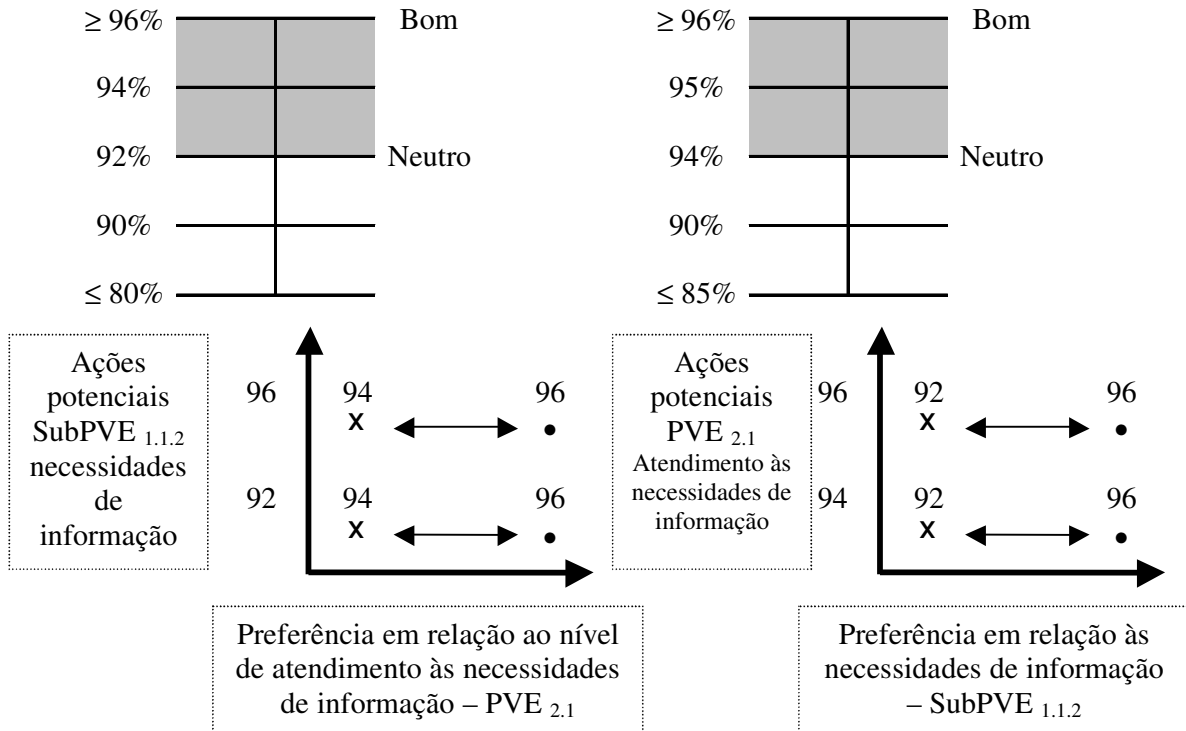 ≥ 96% Bom
94%
92% Neutro
90%
≤ 80%
≥ 96% Bom
95%
94% Neutro
90%
≤ 85%
Ações
potenciais
SubPVE 1.1.2
necessidades
de
informação
96 94 96
x •
92 94 96
x •
Preferência em relação ao nível
de atendimento às necessidades
de informação – PVE 2.1
Ações
potenciais
PVE 2.1
Atendimento às
necessidades de
informação
96 92 96
x •
94 92 96
x •
Preferência em relação às
necessidades de informação
– SubPVE 1.1.2